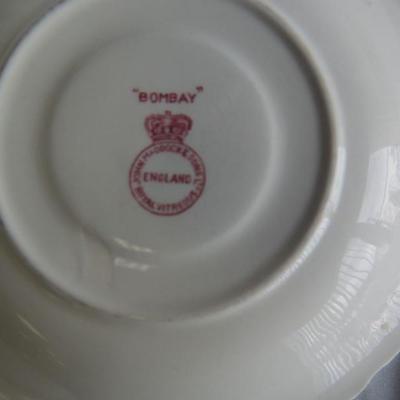 "BOMBAY"
JOHN MADDOCK & SONS LTD
ENGLAND
ROYAL VITREOUS